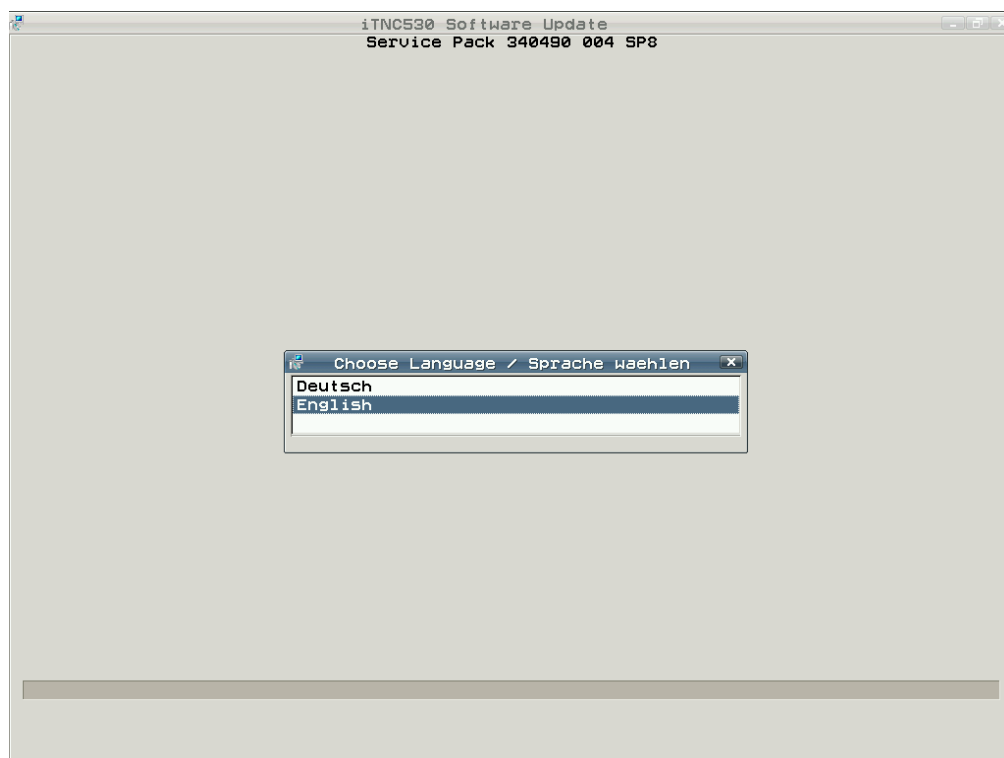 iTNC530 Software Update
Service Pack 340490 004 SP8
Choose Language / Sprache waehlen
Deutsch
English